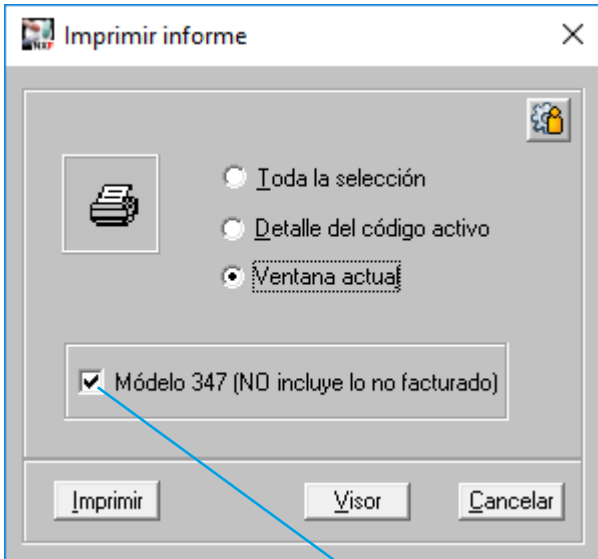 Imprimir informe
Toda la selección
Detalle del código activo
Ventana actual
Módelo 347 (NO incluye lo no facturado)
Imprimir
Visor
Cancelar